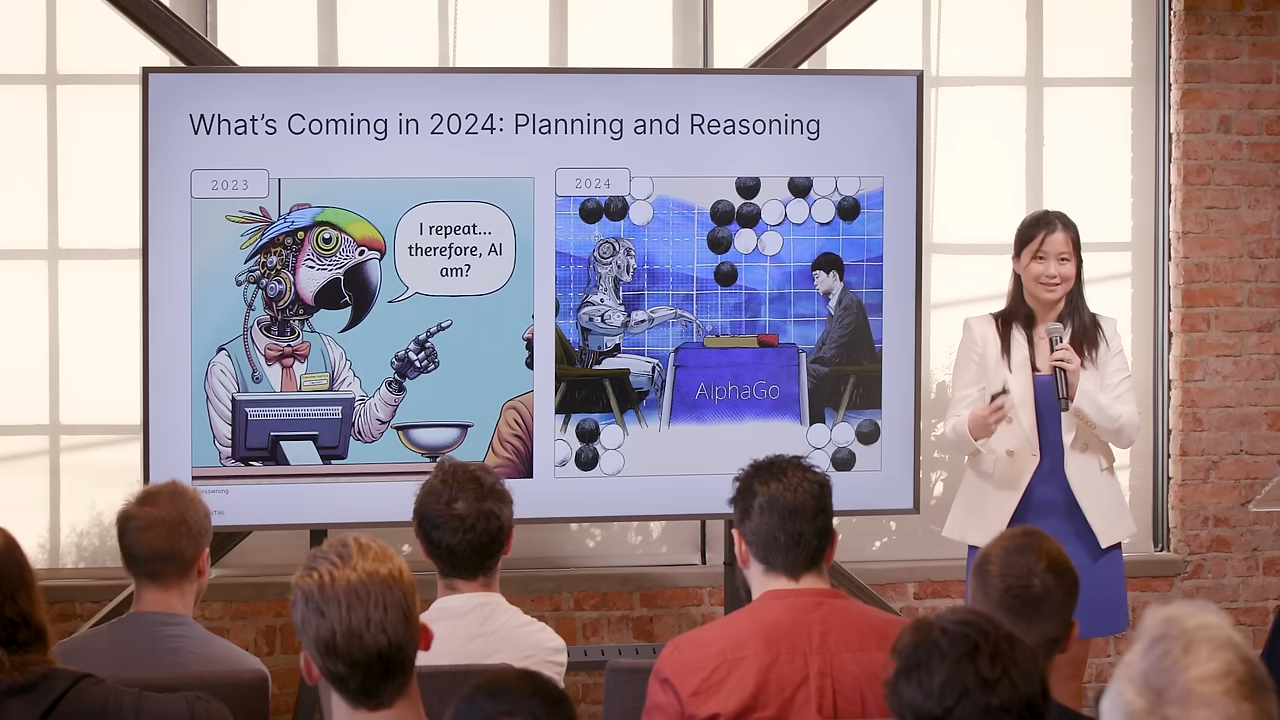 What's Coming in 2024: Planning and Reasoning
2023
I repeat...
therefore, AI
am?
2024
AlphaGo